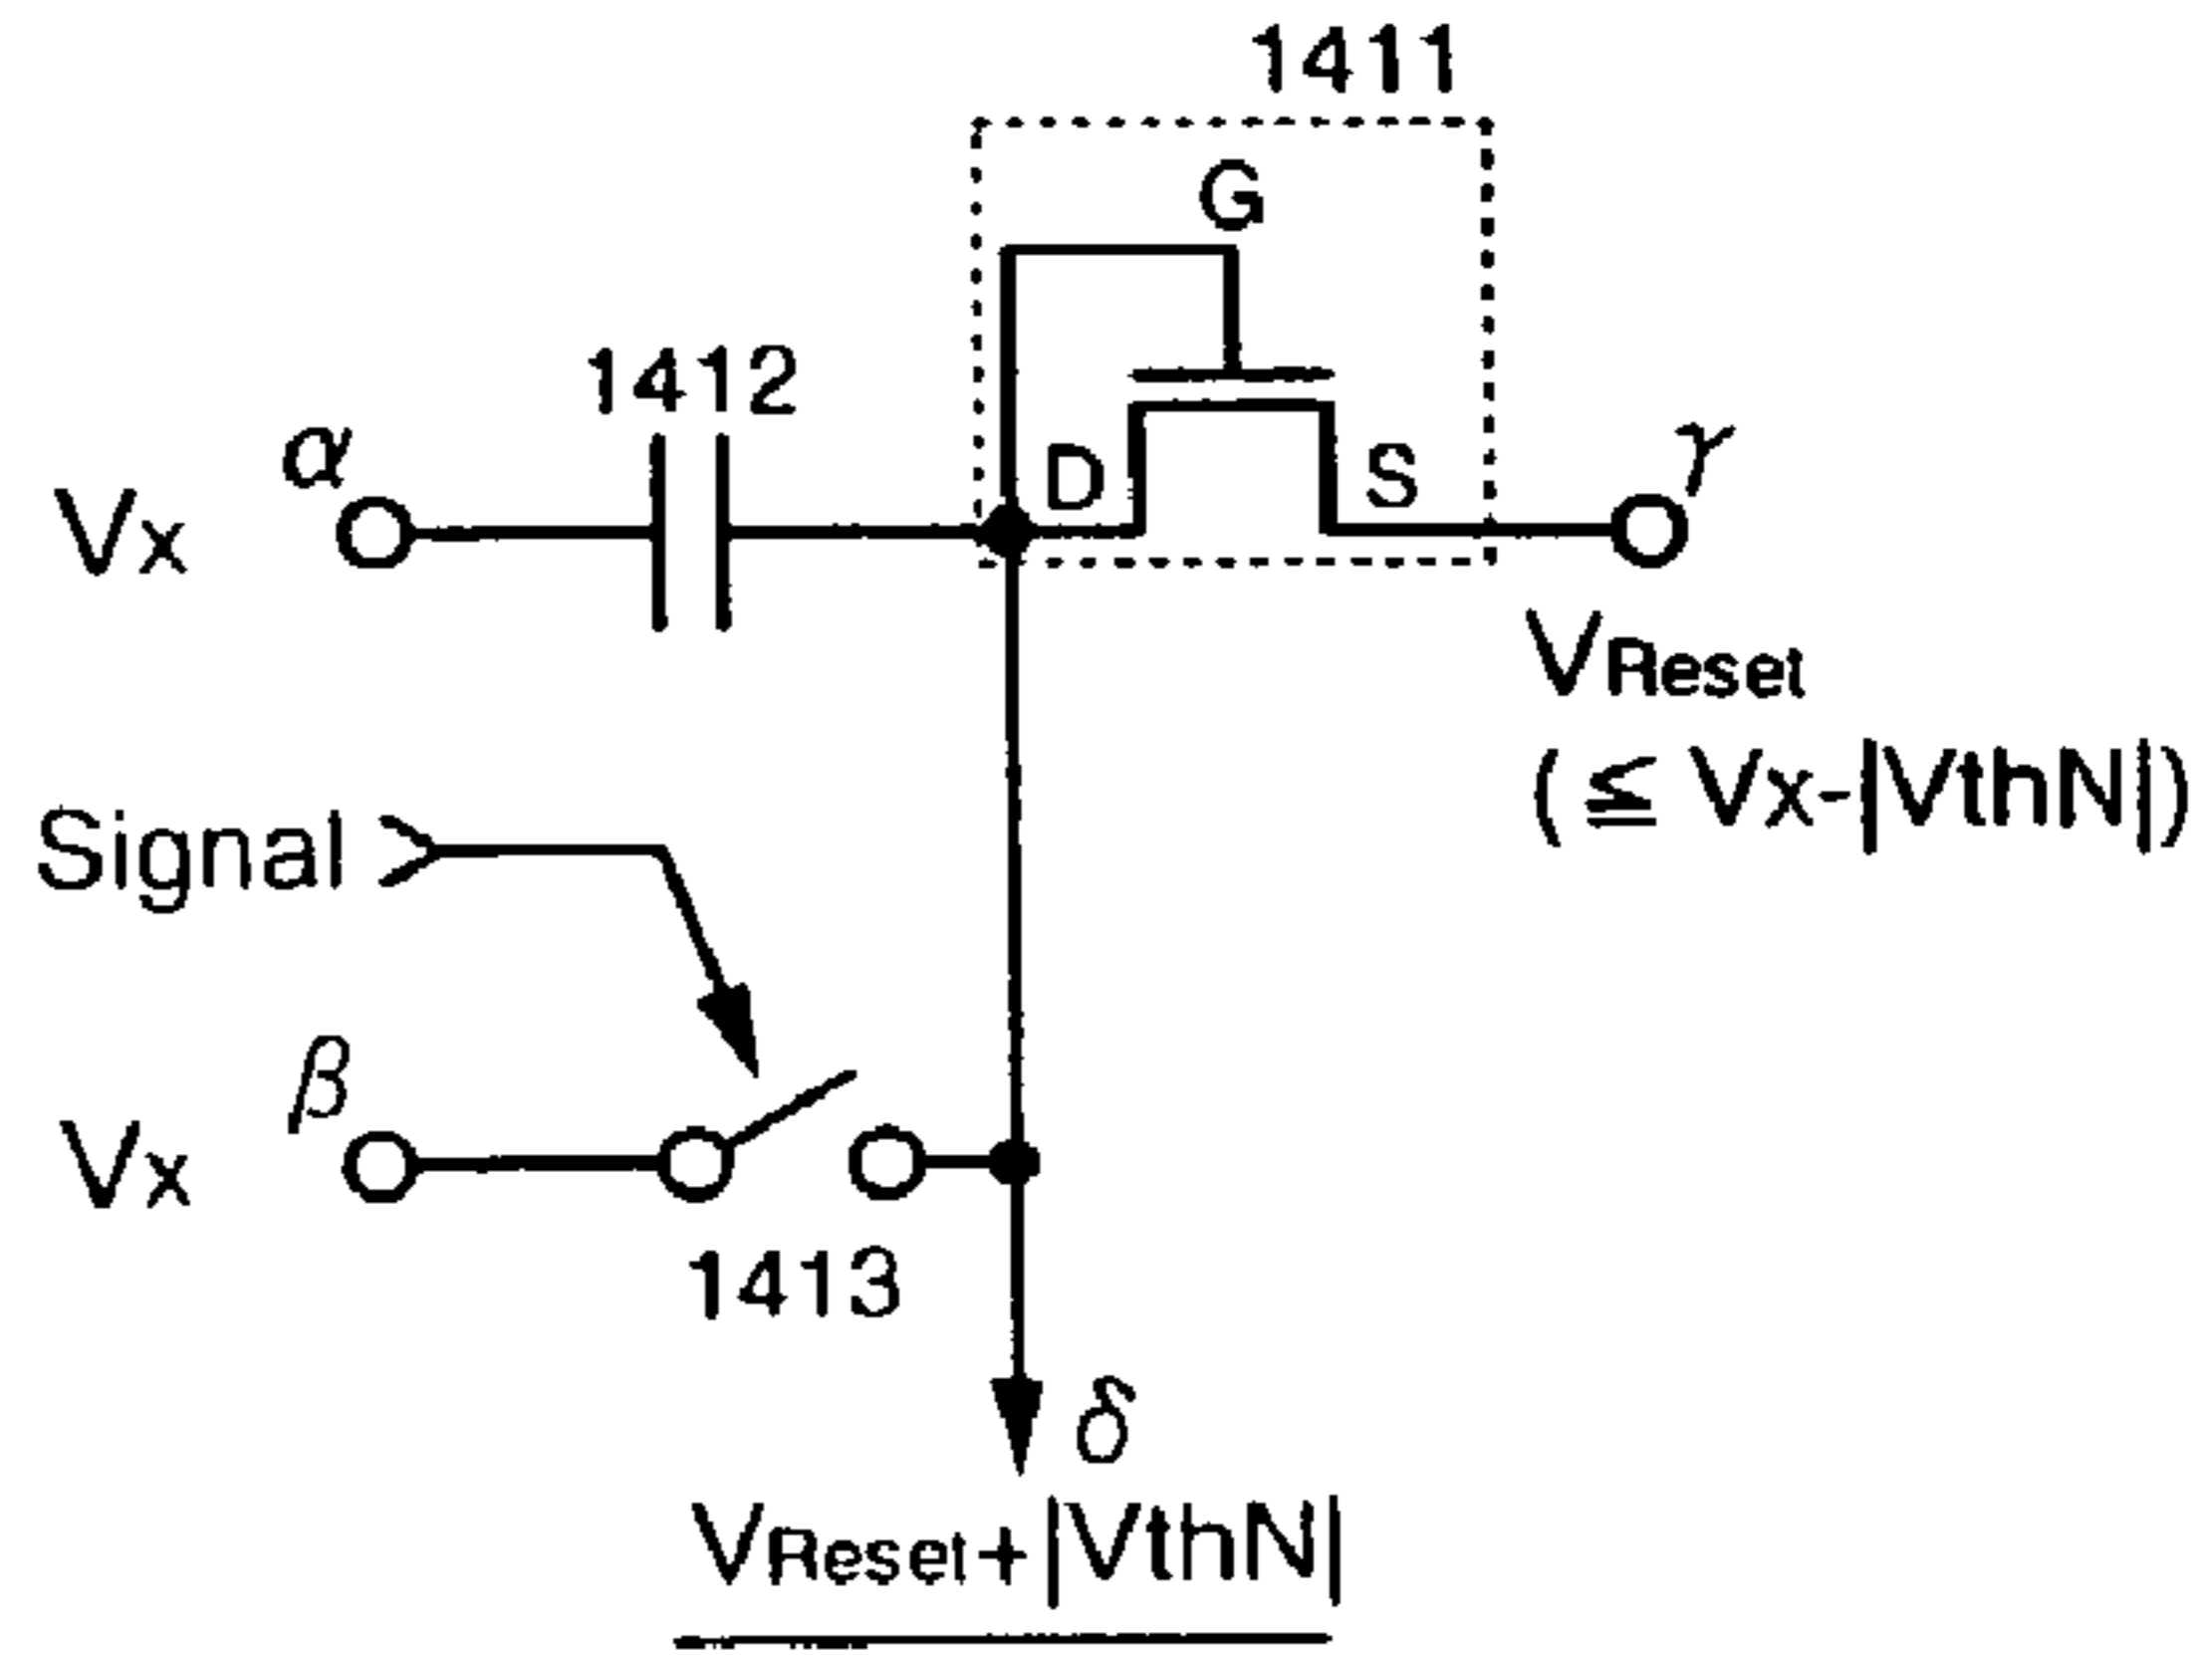 1411
G
1412
α
D
S
γ
Vx
VReset
(≦Vx-|VthN|)
Signal
β
Vx
1413
δ
VReset+|VthN|